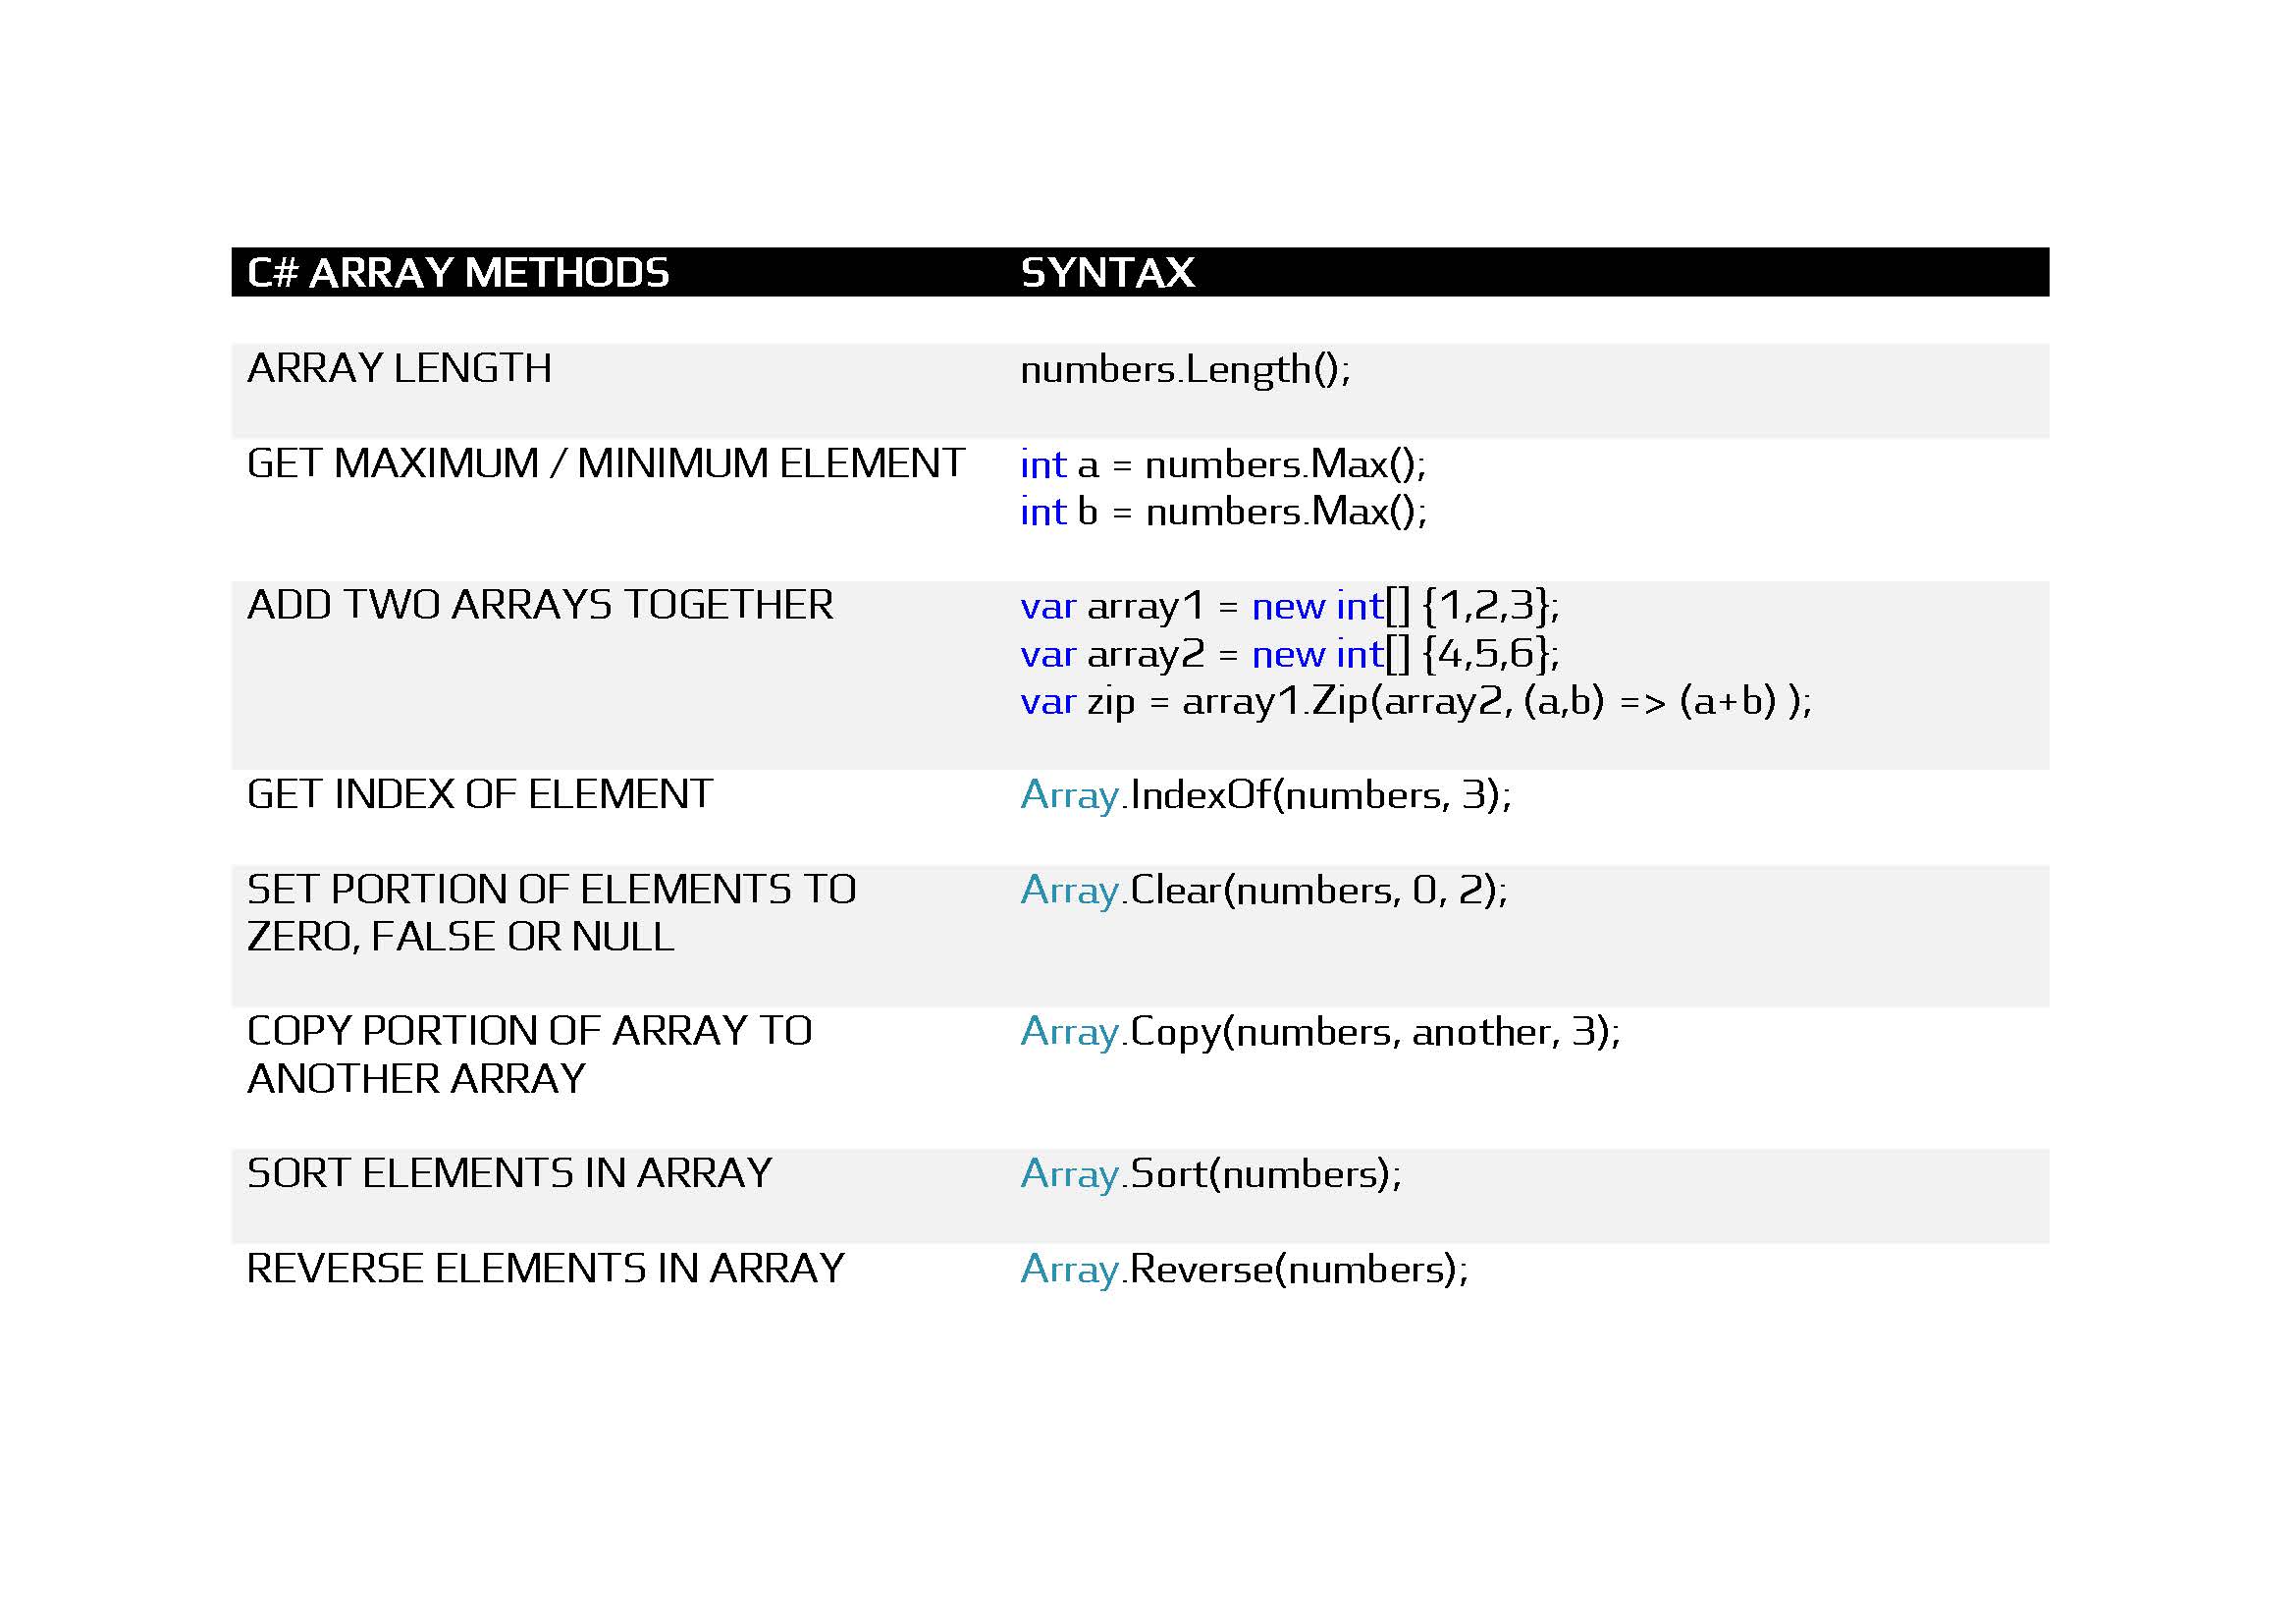 C# ARRAY METHODS SYNTAX
ARRAY LENGTH numbers.Length();
GET MAXIMUM / MINIMUM ELEMENT int a = numbers.Max();
int b = numbers.Max();
ADD TWO ARRAYS TOGETHER var array1 = new int[] {1,2,3};
var array2 = new int[] {4,5,6};
var zip = array1.Zip(array2, (a,b) => (a+b) );
GET INDEX OF ELEMENT Array.IndexOf(numbers, 3);
SET PORTION OF ELEMENTS TO Array.Clear(numbers, 0, 2);
ZERO, FALSE OR NULL
COPY PORTION OF ARRAY TO Array.Copy(numbers, another, 3);
ANOTHER ARRAY
SORT ELEMENTS IN ARRAY Array.Sort(numbers);
REVERSE ELEMENTS IN ARRAY Array.Reverse(numbers);